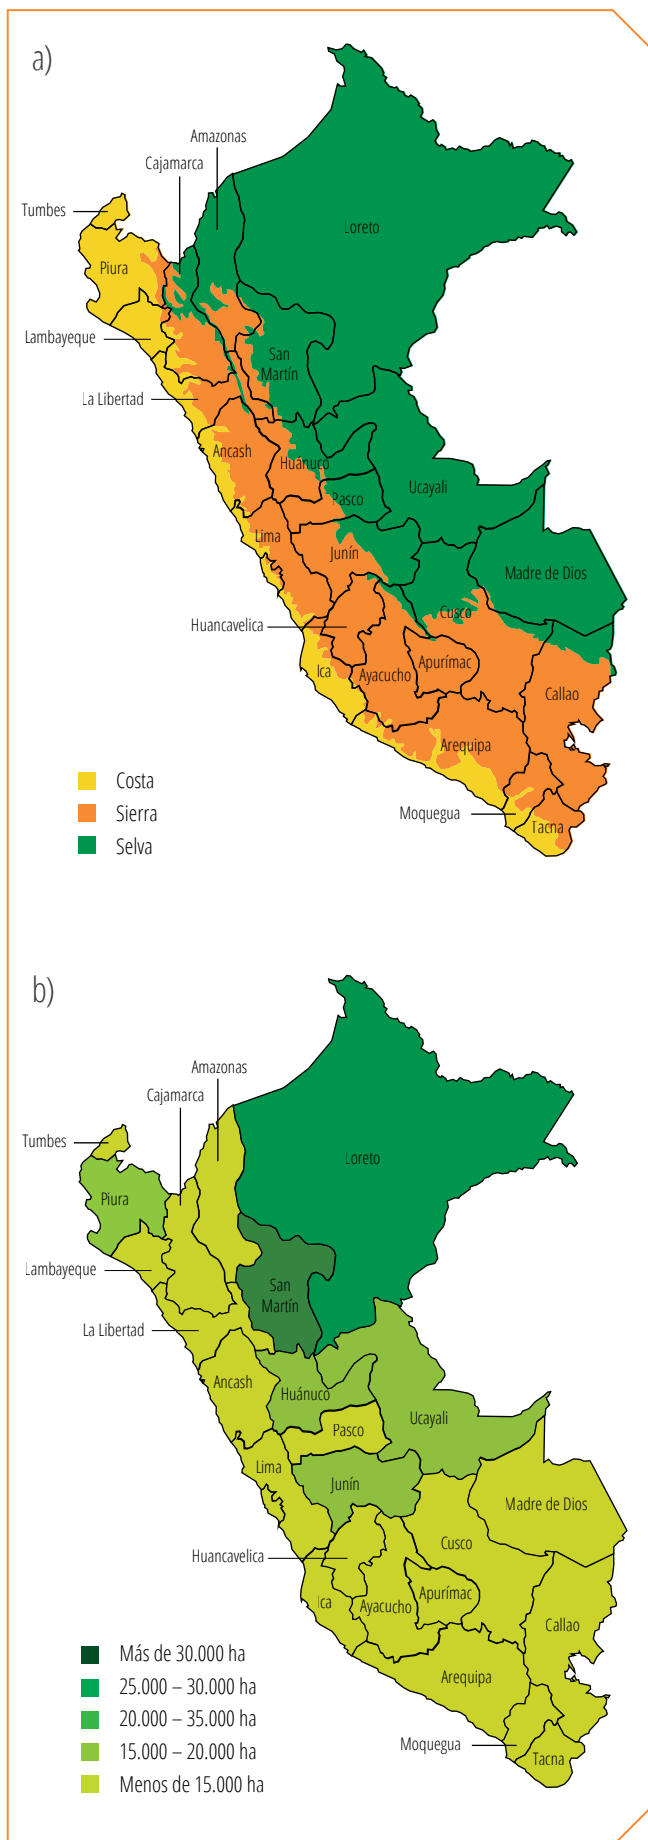 a)
Amazonas
Cajamarca
Tumbes
Loreto
Piura
Lambayeque
San
Martín
La Libertad
Ancash
Huánuco
Ucayali
Pasco
Lima
Junín
Madre de Dios
Cusco
Huancavelica
Ica
Ayacucho
Apurímac
Callao
Arequipa
Costa
Sierra
Selva
Moquegua
Tacna
b)
Amazonas
Cajamarca
Tumbes
Loreto
Piura
Lambayeque
San
Martín
La Libertad
Ancash
Huánuco
Ucayali
Pasco
Lima
Junín
Madre de Dios
Cusco
Huancavelica
Ica
Ayacucho
Apurímac
Callao
Arequipa
Más de 30.000 ha
25.000 – 30.000 ha
20.000 – 35.000 ha
15.000 – 20.000 ha
Menos de 15.000 ha
Moquegua
Tacna